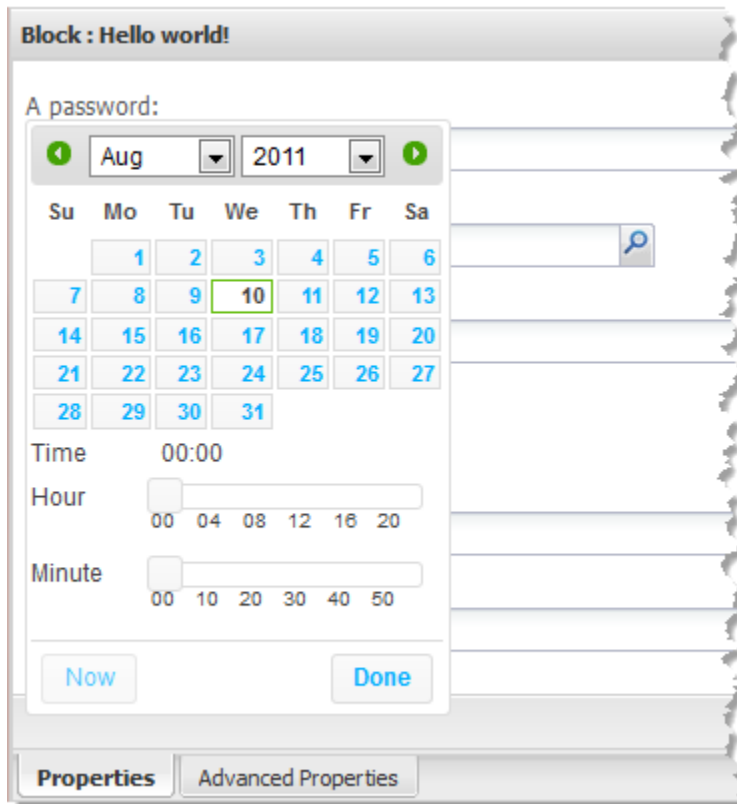 Block : Hello world!
A password:
Aug 2011
Su Mo Tu We Th Fr Sa
1 2 3 4 5 6
7 8 9 10 11 12 13
14 15 16 17 18 19 20
21 22 23 24 25 26 27
28 29 30 31
Time 00:00
Hour
00 04 08 12 16 20
Minute
00 10 20 30 40 50
Now Done
Properties Advanced Properties